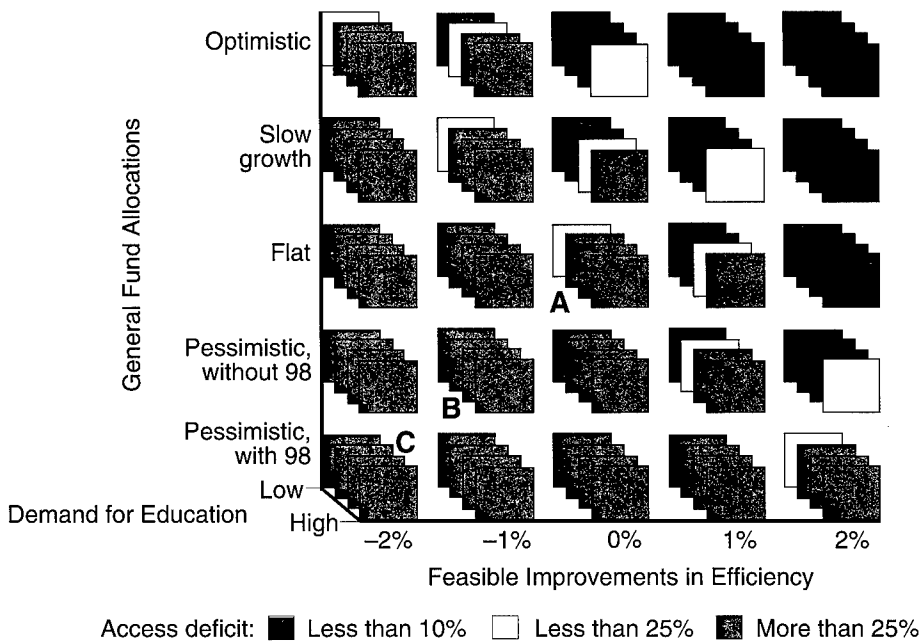 General Fund Allocations
Optimistic
Slow
growth
Flat
Pessimistic,
without 98
Pessimistic,
with 98
A
B
C
Low
Demand for Education
High
–2%
–1%
0%
1%
2%
Feasible Improvements in Efficiency
Access deficit: Less than 10% Less than 25% More than 25%